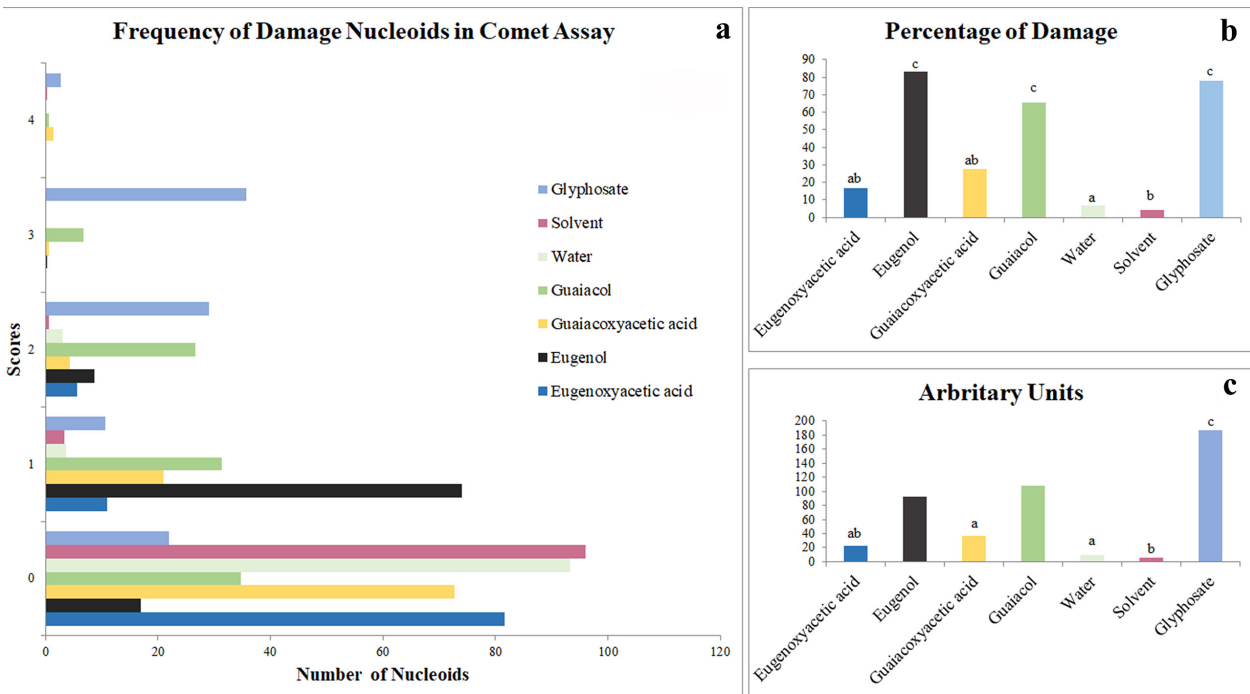 Frequency of Damage Nucleoids in Comet Assay
a
4
3
2
1
0
Scores
0
20
40
60
80
100
120
Number of Nucleoids
Glyphosate
Solvent
Water
Guaiacol
Guaiacoxyacetic acid
Eugenol
Eugenoxyacetic acid
Percentage of Damage
b
90
80
70
60
50
40
30
20
10
0
ab
c
ab
c
a
b
c
Eugenoxyacetic acid
Eugenol
Guaiacoxyacetic acid
Guaiacol
Water
Solvent
Glyphosate
Arbritary Units
c
200
180
160
140
120
100
80
60
40
20
0
ab
a
a
b
c
Eugenoxyacetic acid
Eugenol
Guaiacoxyacetic acid
Guaiacol
Water
Solvent
Glyphosate